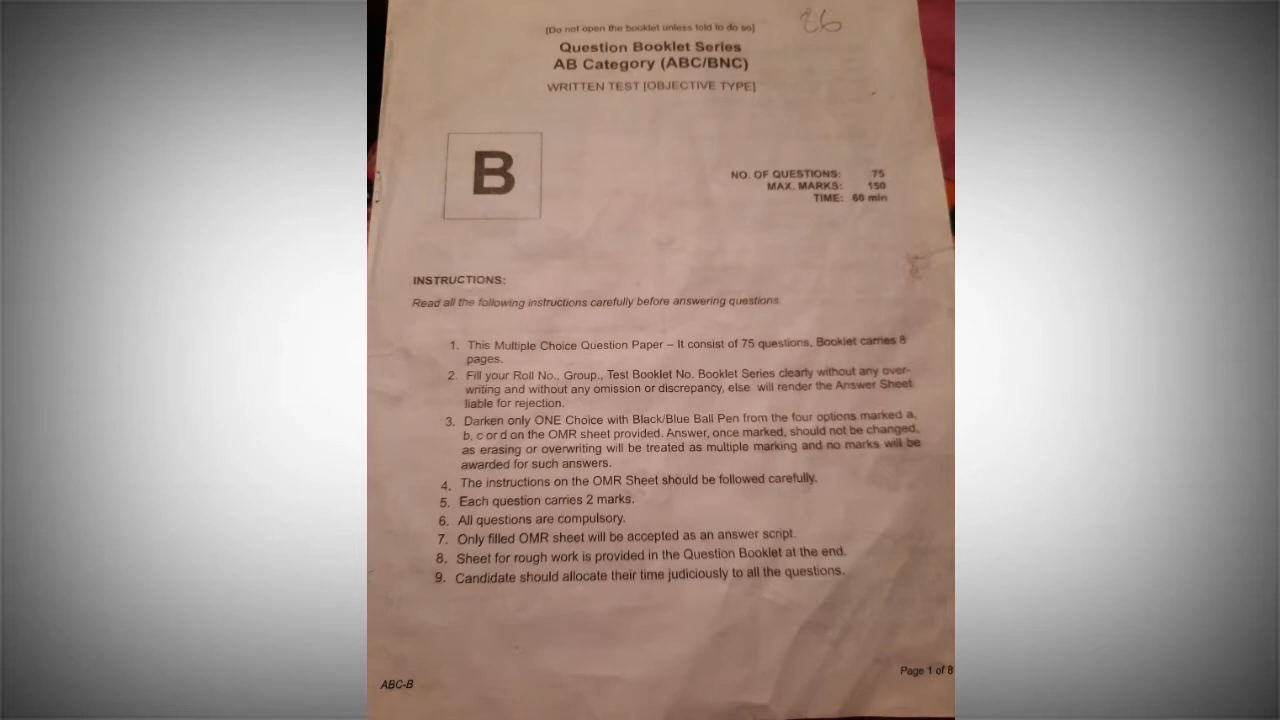 26
[Do not open the booklet unless told to do so]
Question Booklet Series
AB Category (ABC/BNC)
WRITTEN TEST [OBJECTIVE TYPE]
B
NO. OF QUESTIONS: 75
MAX. MARKS: 150
TIME: 60 min
INSTRUCTIONS:
Read all the following instructions carefully before answering questions.
1. This Multiple Choice Question Paper – It consist of 75 questions, Booklet carries 8
pages.
2. Fill your Roll No., Group., Test Booklet No. Booklet Series clearly without any over-
writing and without any omission or discrepancy, else will render the Answer Sheet
liable for rejection.
3. Darken only ONE Choice with Black/Blue Ball Pen from the four options marked a,
b, c or d on the OMR sheet provided. Answer, once marked, should not be changed,
as erasing or overwriting will be treated as multiple marking and no marks will be
awarded for such answers.
4. The instructions on the OMR Sheet should be followed carefully.
5. Each question carries 2 marks.
6. All questions are compulsory.
7. Only filled OMR sheet will be accepted as an answer script.
8. Sheet for rough work is provided in the Question Booklet at the end.
9. Candidate should allocate their time judiciously to all the questions.
Page 1 of 8
ABC-B